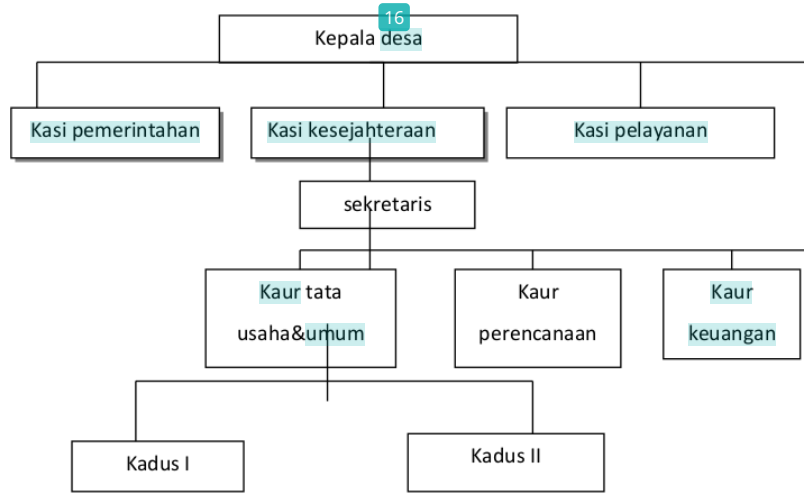 16
Kepala desa
Kasi pemerintahan
Kasi kesejahteraan
Kasi pelayanan
sekretaris
Kaur tata
usaha&umum
Kaur
perencanaan
Kaur
keuangan
Kadus I
Kadus II